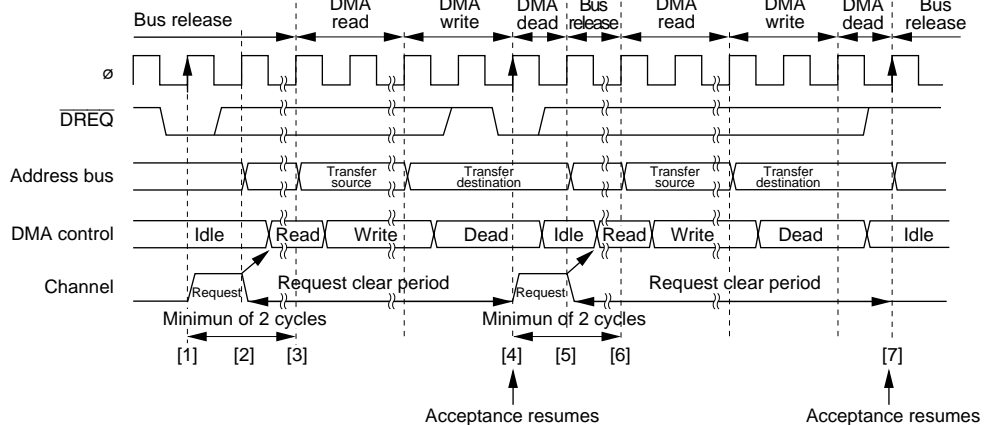 DMA DMA DMA Bus DMA DMA DMA Bus
Bus release read write dead release read write dead release
ø
DREQ
Address bus Transfer source Transfer destination Transfer source Transfer destination
DMA control Idle Read Write Dead Idle Read Write Dead Idle
Channel Request Request clear period Request Request clear period
Minimun of 2 cycles Minimun of 2 cycles
[1] [2] [3] [4] [5] [6] [7]
Acceptance resumes Acceptance resumes